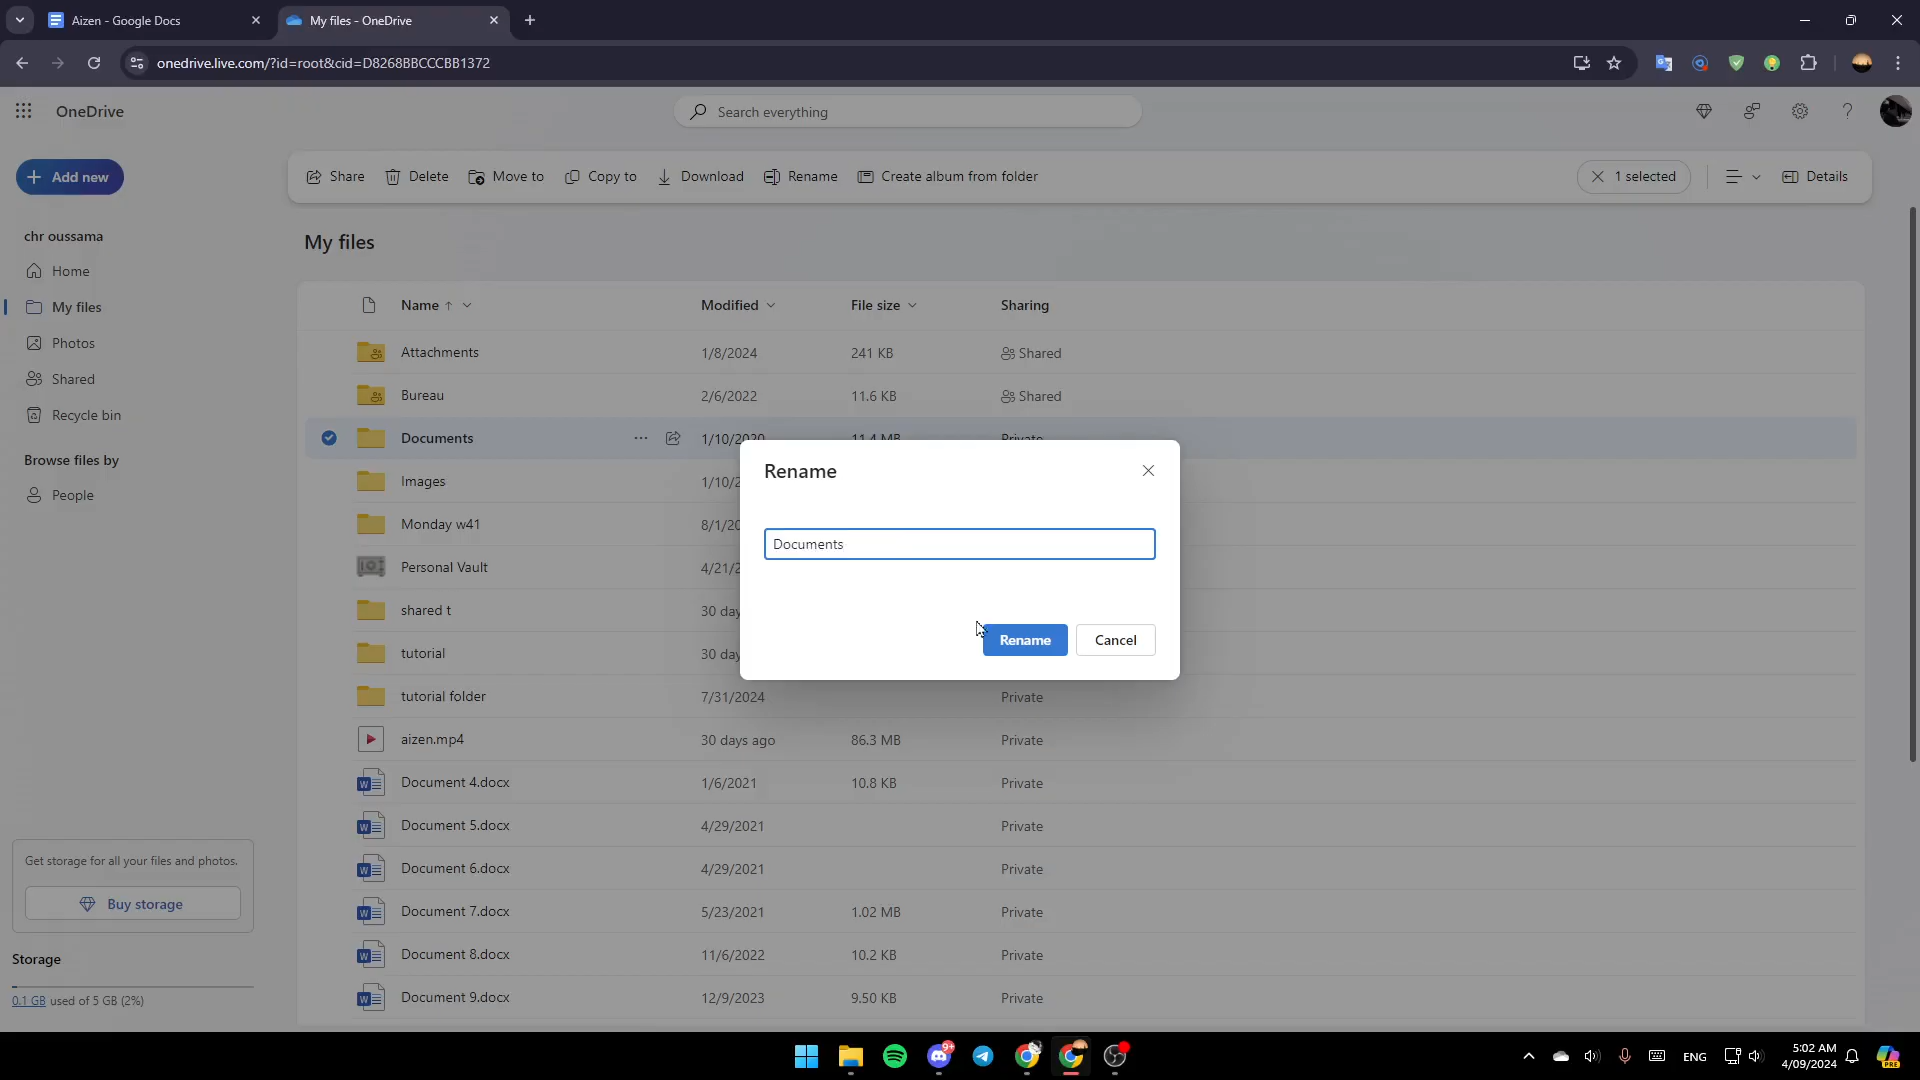 Aizen - Google Docs
My files - OneDrive
onedrive.live.com/?id=root&cid=D8268BBCCCBB1372
OneDrive
Search everything
Add new
Share
Delete
Move to
Copy to
Download
Rename
Create album from folder
1 selected
Details
chr oussama
Home
My files
Photos
Shared
Recycle bin
Browse files by
People
My files
Name Modified File size Sharing
Attachments 1/8/2024 241 KB Shared
Bureau 2/6/2022 11.6 KB Shared
Documents 1/10/2020 11.4 MB Private
Images 1/10/2
Monday w41 8/1/20
Personal Vault 4/21/2
shared t 30 day
tutorial 30 day
tutorial folder 7/31/2024 Private
aizen.mp4 30 days ago 86.3 MB Private
Document 4.docx 1/6/2021 10.8 KB Private
Document 5.docx 4/29/2021 Private
Document 6.docx 4/29/2021 Private
Document 7.docx 5/23/2021 1.02 MB Private
Document 8.docx 11/6/2022 10.2 KB Private
Document 9.docx 12/9/2023 9.50 KB Private
Rename
Documents
Rename
Cancel
Get storage for all your files and photos.
Buy storage
Storage
0.1 GB used of 5 GB (2%)
9+
ENG
5:02 AM
4/09/2024
PRE